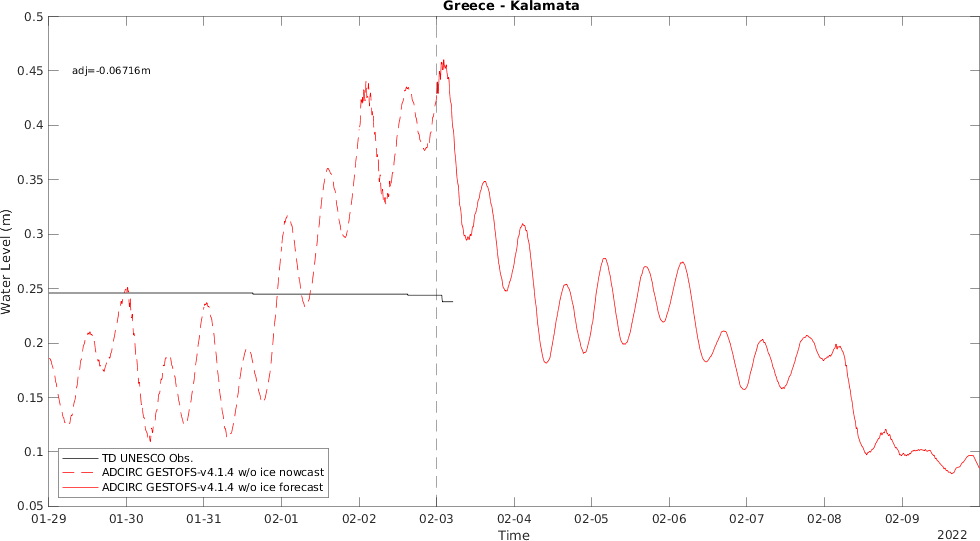 Greece - Kalamata
adj=-0.06716m
0.5
0.45
0.4
0.35
0.3
0.25
0.2
0.15
0.1
0.05
Water Level (m)
TD UNESCO Obs.
ADCIRC GESTOFS-v4.1.4 w/o ice nowcast
ADCIRC GESTOFS-v4.1.4 w/o ice forecast
01-29 01-30 01-31 02-01 02-02 02-03 02-04 02-05 02-06 02-07 02-08 02-09
Time
2022